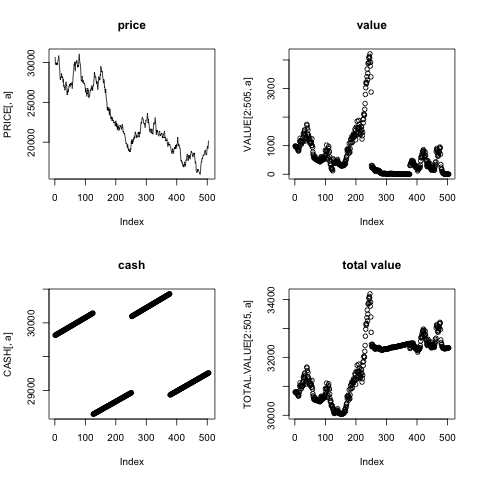 price
PRICE[, a]
20000
25000
30000
0 100 200 300 400 500
Index
value
VALUE[2:505, a]
0
1000
3000
0 100 200 300 400 500
Index
cash
CASH[, a]
29000
30000
0 100 200 300 400 500
Index
total value
TOTAL.VALUE[2:505, a]
30000
32000
34000
0 100 200 300 400 500
Index